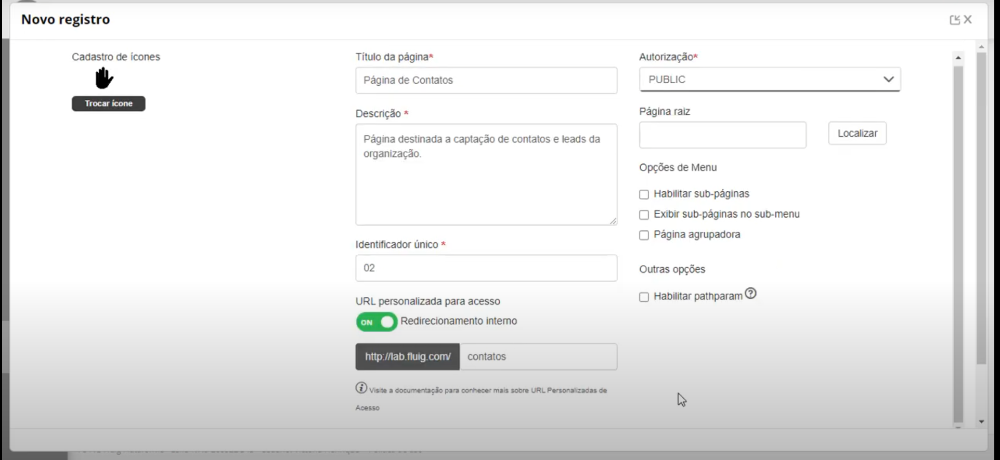 Novo registro
Cadastro de ícones
Trocar ícone
Título da página*
Página de Contatos
Descrição *
Página destinada a captação de contatos e leads da
organização.
Identificador único *
02
URL personalizada para acesso
ON Redirecionamento interno
http://lab.fluig.com/ contatos
Visite a documentação para conhecer mais sobre URL Personalizadas de
Acesso
Autorização*
PUBLIC
Página raiz
Localizar
Opções de Menu
Habilitar sub-páginas
Exibir sub-páginas no sub-menu
Página agrupadora
Outras opções
Habilitar pathparam